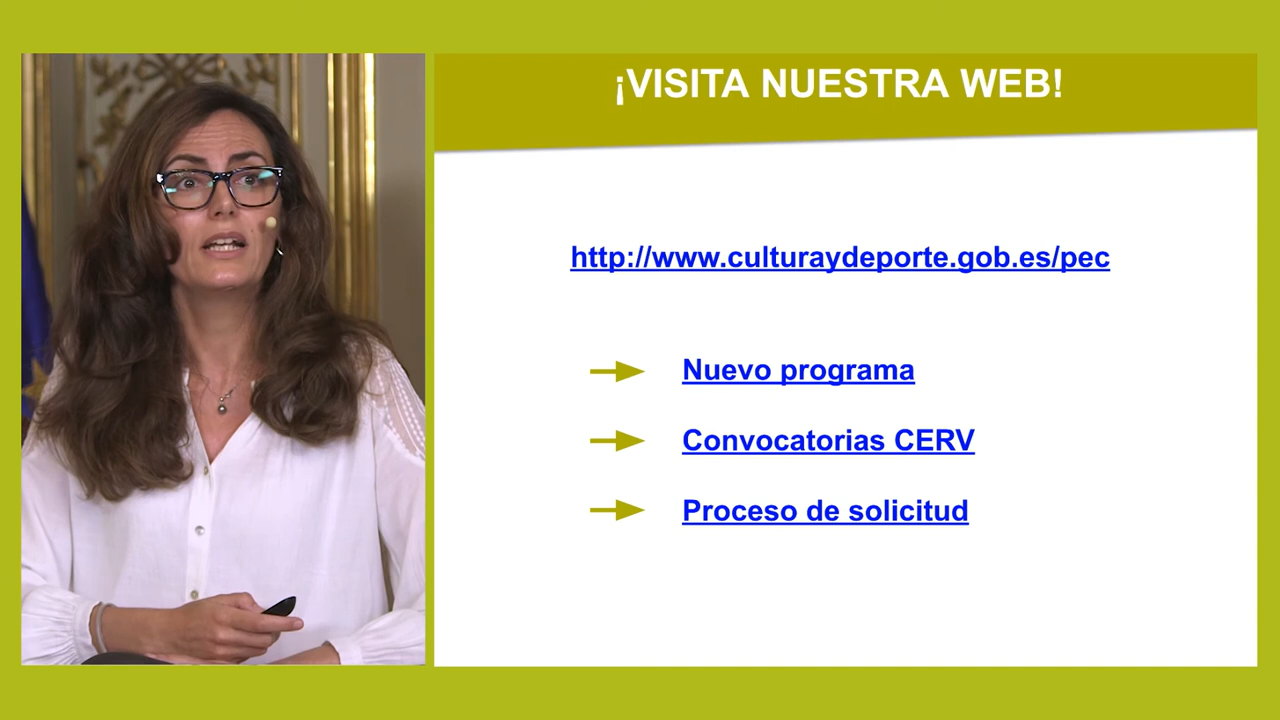 ¡VISITA NUESTRA WEB!
http://www.culturaydeporte.gob.es/pec
Nuevo programa
Convocatorias CERV
Proceso de solicitud